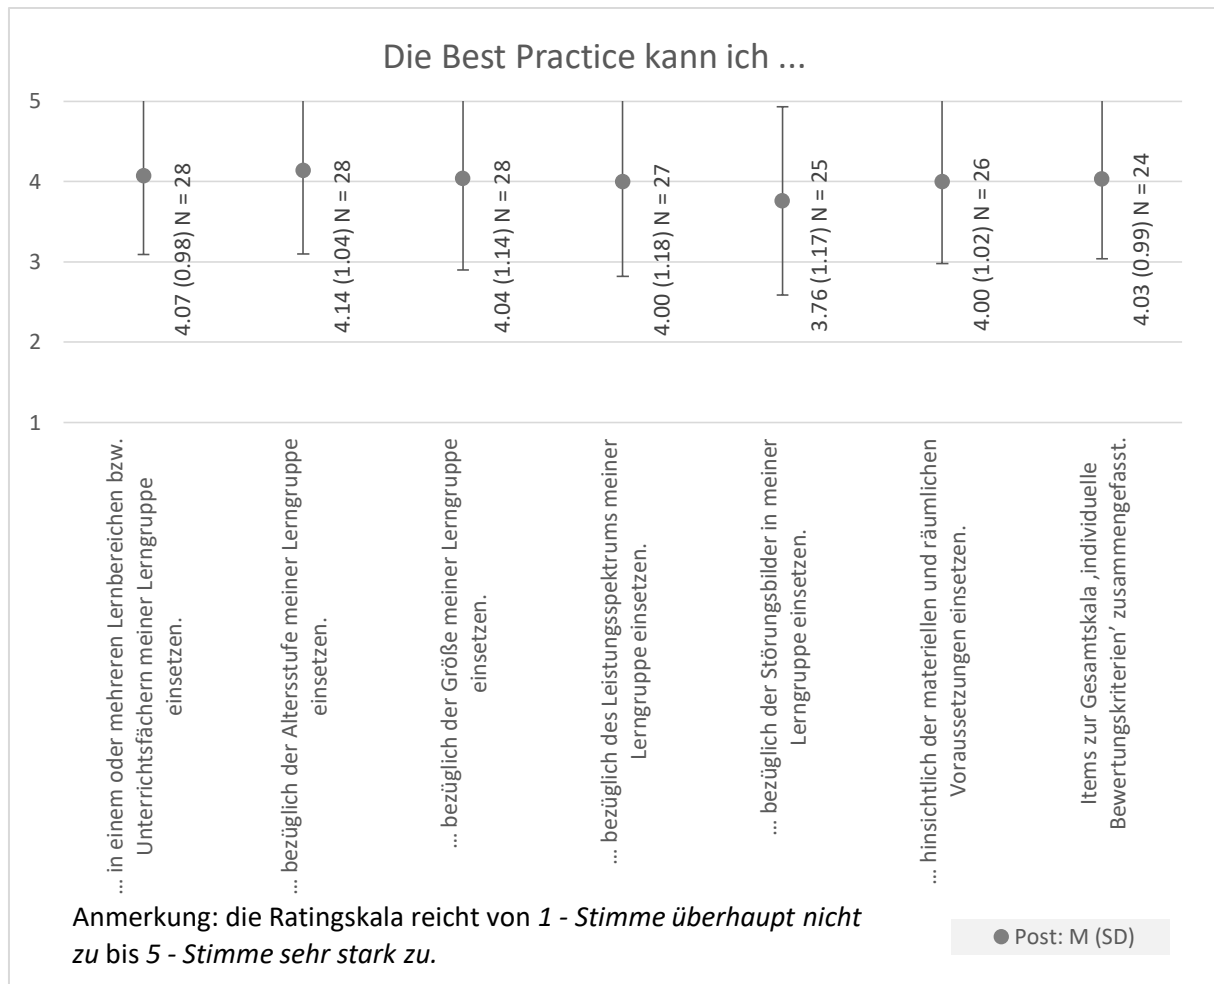 Die Best Practice kann ich ...
5
4
3
2
1
4.07 (0.98) N = 28
4.14 (1.04) N = 28
4.04 (1.14) N = 28
4.00 (1.18) N = 27
3.76 (1.17) N = 25
4.00 (1.02) N = 26
4.03 (0.99) N = 24
... in einem oder mehreren Lernbereichen bzw.
Unterrichtsfächern meiner Lerngruppe
einsetzen.
... bezüglich der Altersstufe meiner Lerngruppe
einsetzen.
... bezüglich der Größe meiner Lerngruppe
einsetzen.
... bezüglich des Leistungsspektrums meiner
Lerngruppe einsetzen.
... bezüglich der Störungsbilder in meiner
Lerngruppe einsetzen.
... hinsichtlich der materiellen und räumlichen
Voraussetzungen einsetzen.
Items zur Gesamtskala ‚individuelle
Bewertungskriterien’ zusammengefasst.
Anmerkung: die Ratingskala reicht von 1 - Stimme überhaupt nicht
zu bis 5 - Stimme sehr stark zu.
Post: M (SD)